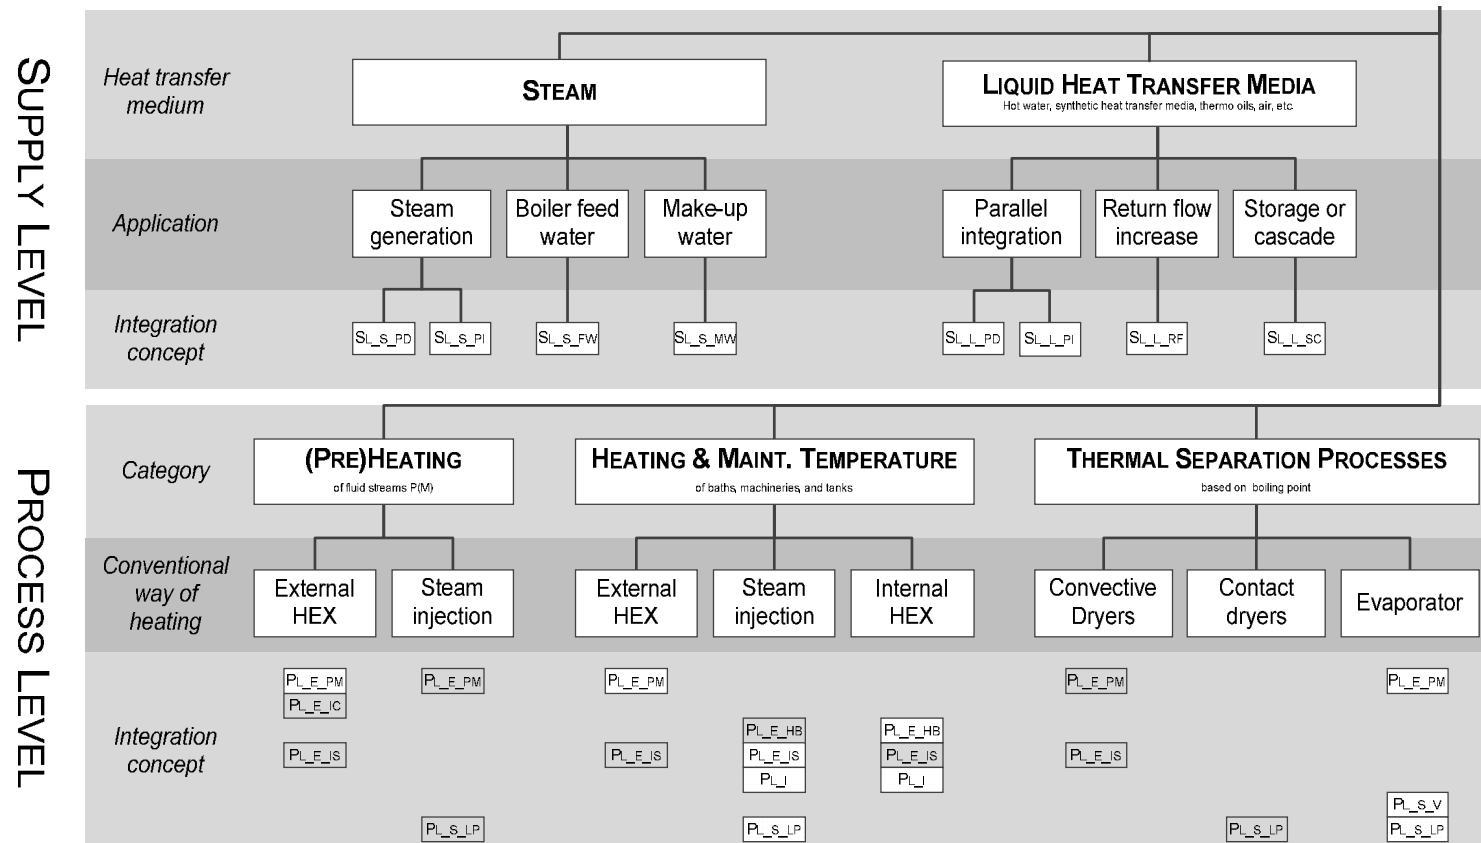 SUPPLY LEVEL
Heat transfer
medium
STEAM
LIQUID HEAT TRANSFER MEDIA
Hot water, synthetic heat transfer media, thermo oils, air, etc.
Application
Steam
generation
Boiler feed
water
Make-up
water
Parallel
integration
Return flow
increase
Storage or
cascade
Integration
concept
SL_S_PD
SL_S_PI
SL_S_FW
SL_S_MW
SL_L_PD
SL_L_PI
SL_L_RF
SL_L_SC
PROCESS LEVEL
Category
(PRE)HEATING
of fluid streams P(M)
HEATING & MAINT. TEMPERATURE
of baths, machineries, and tanks
THERMAL SEPARATION PROCESSES
based on boiling point
Conventional
way of
heating
External
HEX
Steam
injection
External
HEX
Steam
injection
Internal
HEX
Convective
Dryers
Contact
dryers
Evaporator
Integration
concept
PL_E_PM
PL_E_PM
PL_E_PM
PL_E_PM
PL_E_PM
PL_E_IC
PL_E_HB
PL_E_HB
PL_E_IS
PL_E_IS
PL_E_IS
PL_E_IS
PL_E_IS
PL_I
PL_I
PL_S_V
PL_S_LP
PL_S_LP
PL_S_LP
PL_S_LP